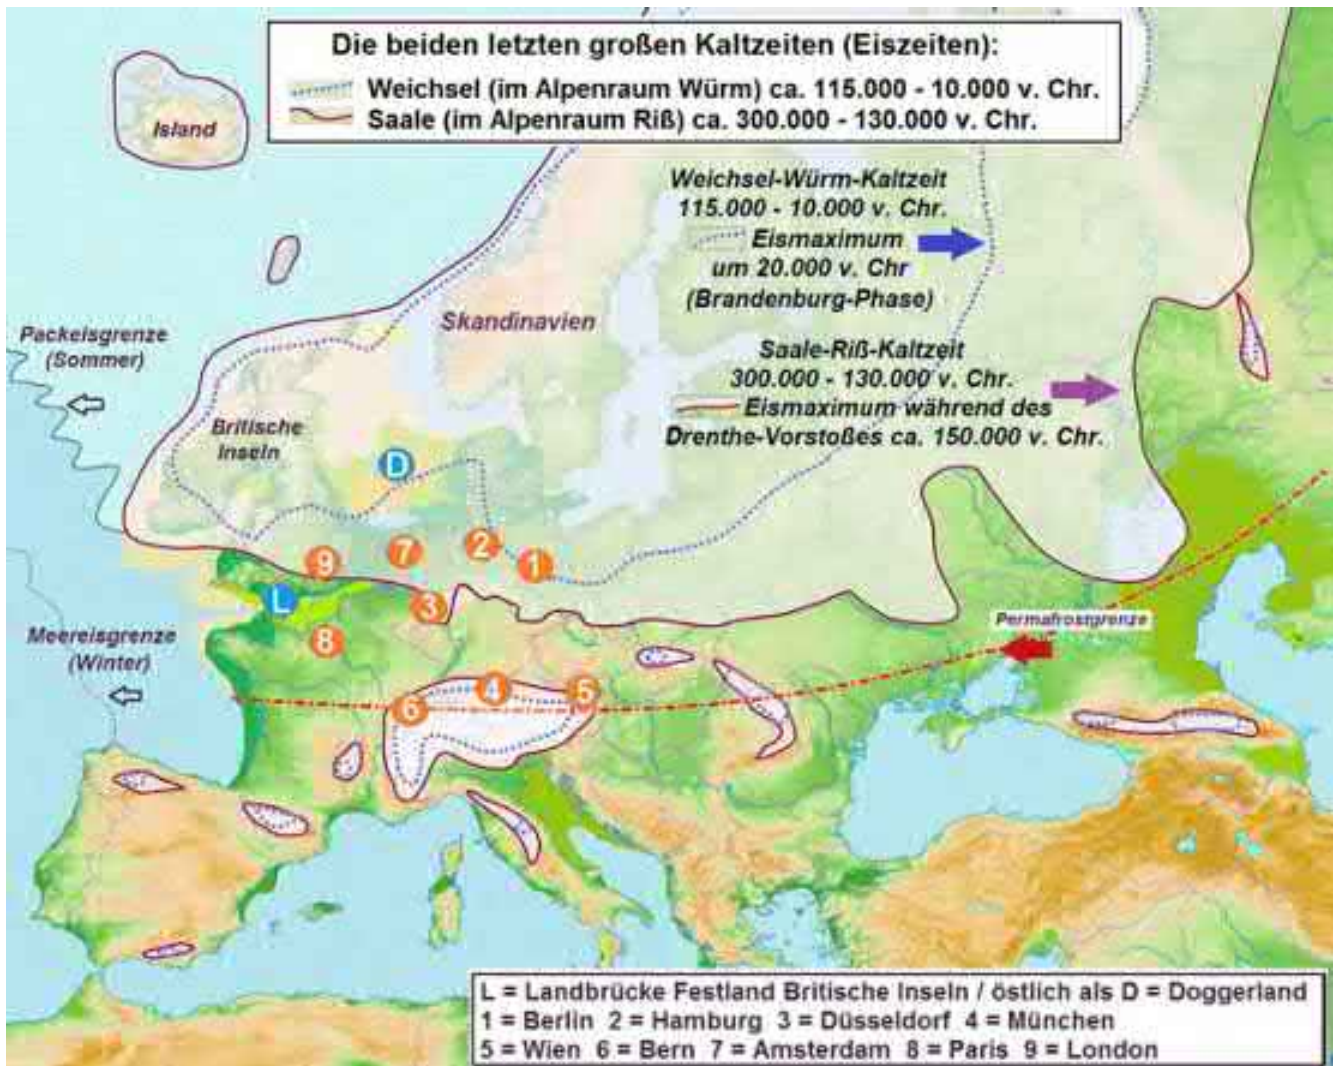 Die beiden letzten großen Kaltzeiten (Eiszeiten):
Weichsel (im Alpenraum Würm) ca. 115.000 - 10.000 v. Chr.
Saale (im Alpenraum Riß) ca. 300.000 - 130.000 v. Chr.
Island
Weichsel-Würm-Kaltzeit
115.000 - 10.000 v. Chr.
Eismaximum
um 20.000 v. Chr
(Brandenburg-Phase)
Skandinavien
Packeisgrenze
(Sommer)
Saale-Riß-Kaltzeit
300.000 - 130.000 v. Chr.
Eismaximum während des
Drenthe-Vorstoßes ca. 150.000 v. Chr.
Britische
Inseln
D
2
7
9
1
L
3
8
Meereisgrenze
(Winter)
Permafrostgrenze
4
5
6
L = Landbrücke Festland Britische Inseln / östlich als D = Doggerland
1 = Berlin 2 = Hamburg 3 = Düsseldorf 4 = München
5 = Wien 6 = Bern 7 = Amsterdam 8 = Paris 9 = London